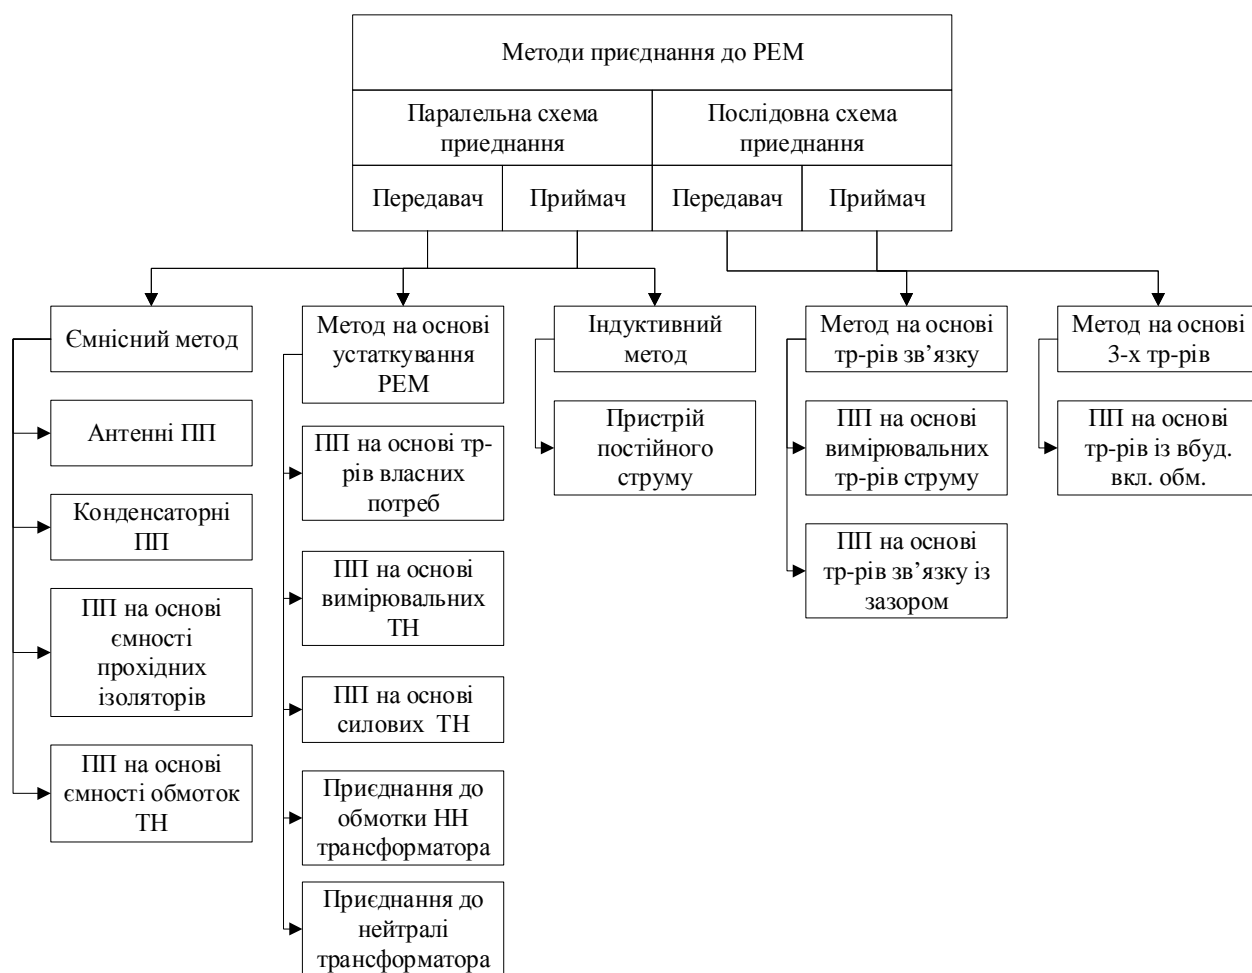 Методи приєднання до РЕМ
Паралельна схема
приеднання
Послідовна схема
приеднання
Передавач
Приймач
Передавач
Приймач
Ємнісний метод
Антенні ПП
Конденсаторні
ПП
ПП на основі
ємності
прохідних
ізоляторів
ПП на основі
ємності обмоток
ТН
Метод на основі
устаткування
РЕМ
ПП на основі тр-
рів власних
потреб
ПП на основі
вимірювальних
ТН
ПП на основі
силових ТН
Приєднання до
обмотки НН
трансформатора
Приєднання до
нейтралі
трансформатора
Індуктивний
метод
Пристрій
постійного
струму
Метод на основі
тр-рів зв’язку
ПП на основі
вимірювальних
тр-рів струму
ПП на основі
тр-рів зв’язку із
зазором
Метод на основі
3-х тр-рів
ПП на основі
тр-рів із вбуд.
вкл. обм.